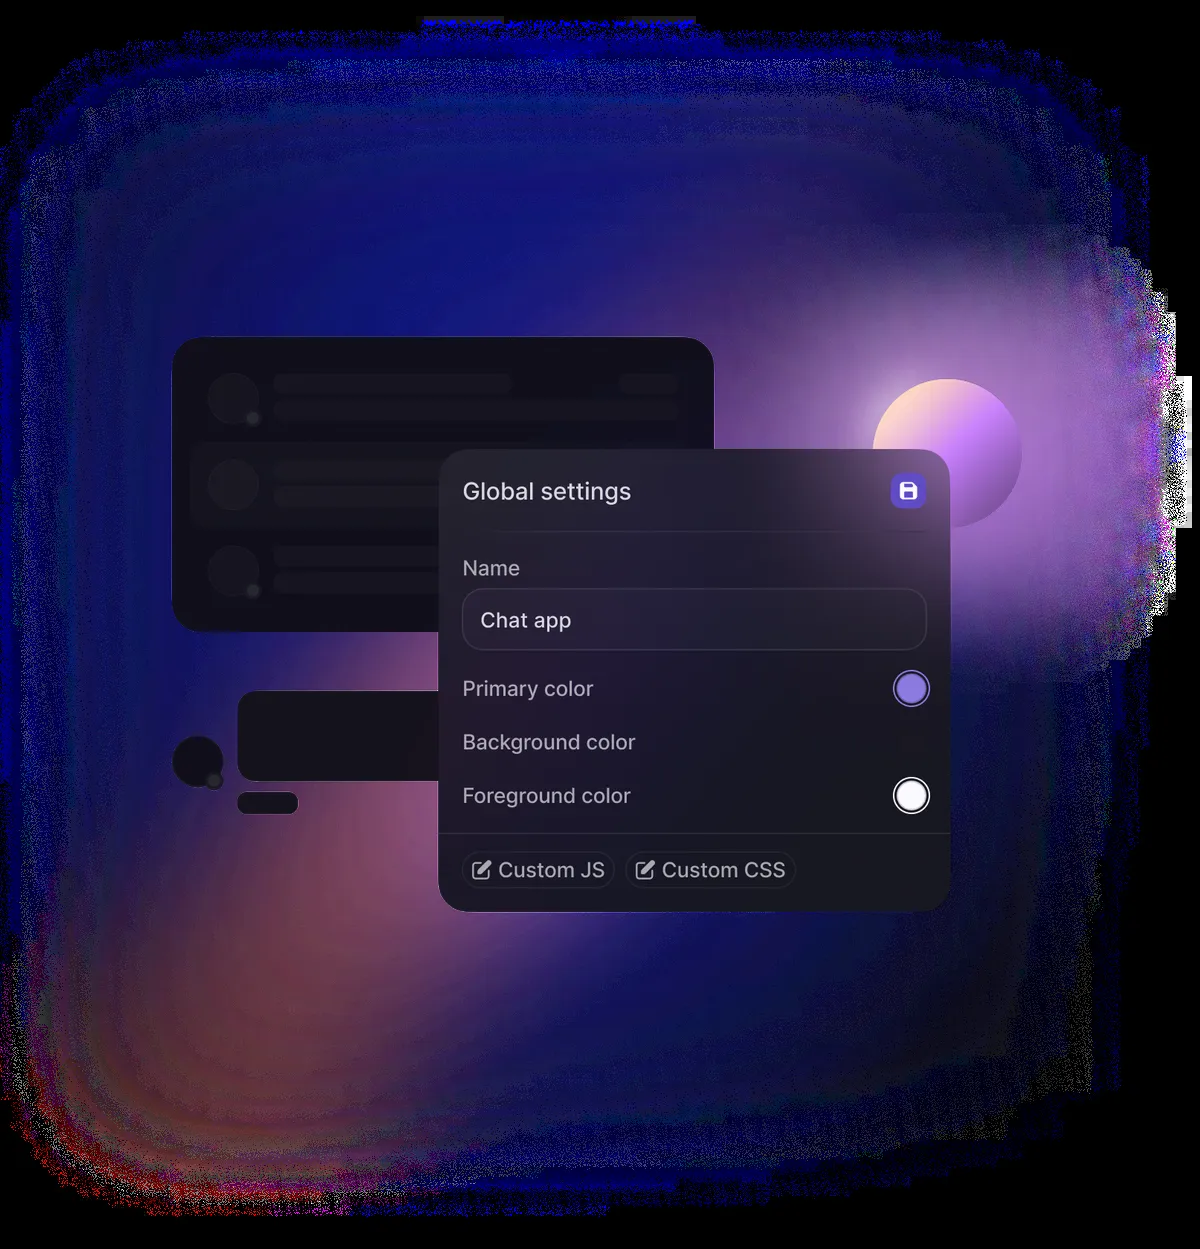 Global settings
Name
Chat app
Primary color
Background color
Foreground color
Custom JS Custom CSS